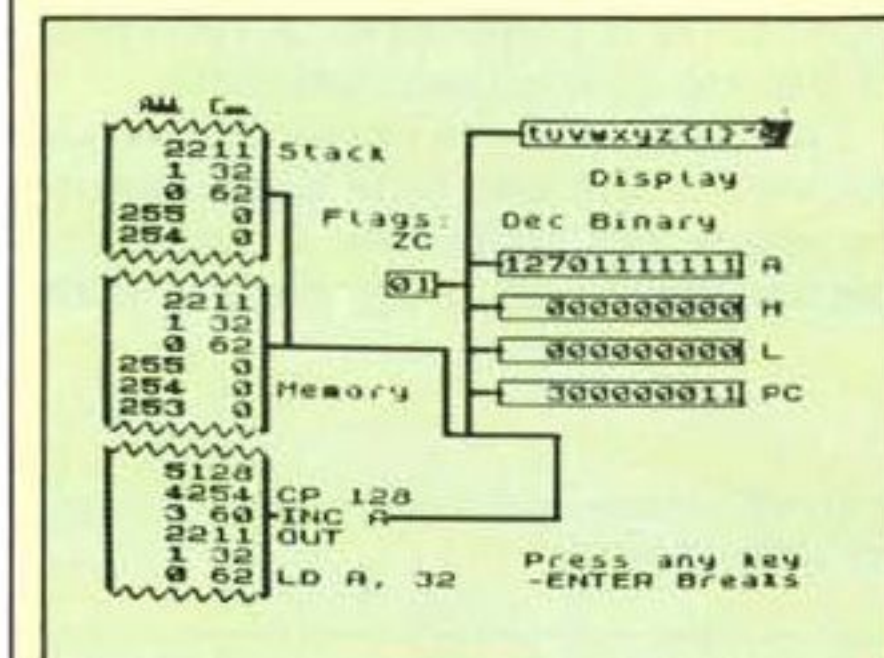 2211 Stack
1 32
0 62
255 0
254 0
2211
1 32
0 62
255 0
254 0 Memory
253 0
5128
4254 CP 128
3 60 INC A
2211 OUT
1 32
0 62 LD A, 32
tuvwxyz{|}~
Display
Flags:
ZC
01
Dec Binary
12701111111 A
000000000 H
000000000 L
300000011 PC
Press any key
-ENTER Breaks